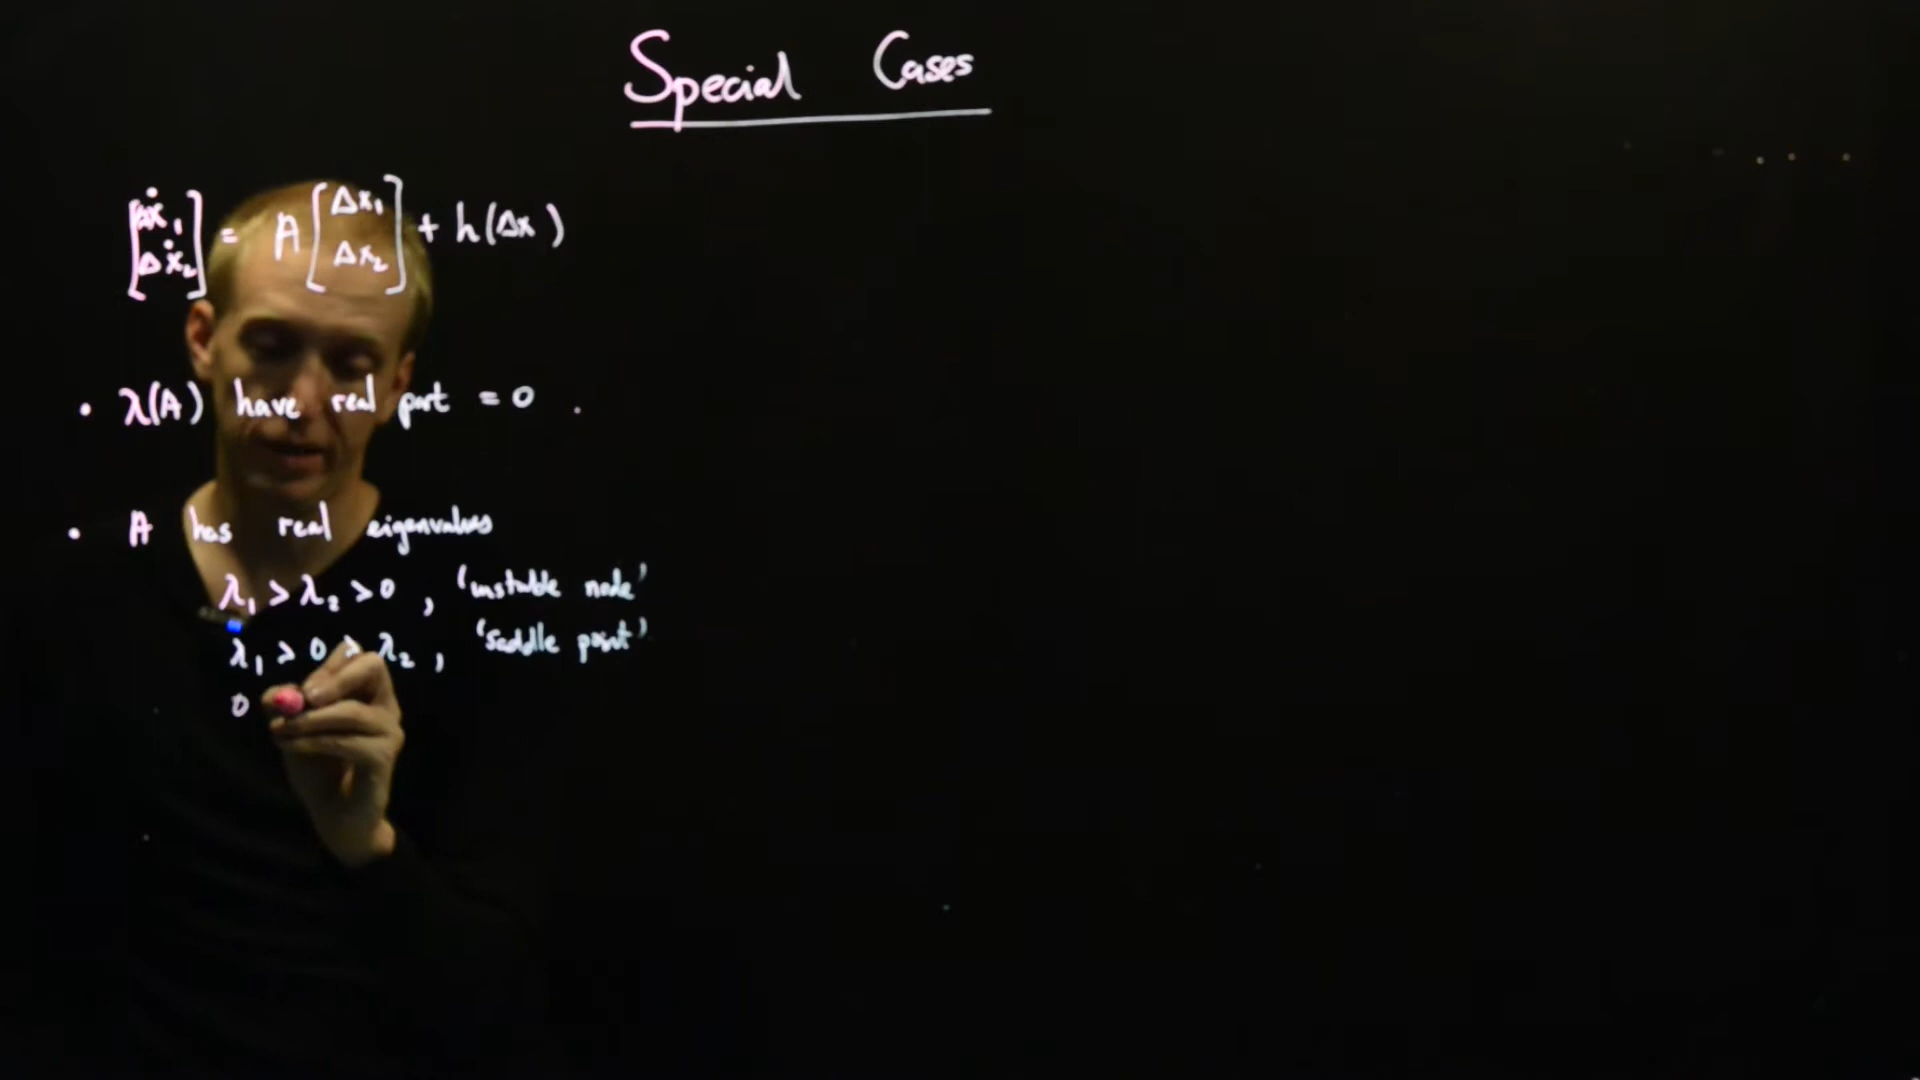 Special Cases
[Δẋ₁ Δẋ₂] = A [Δx₁ Δx₂] + h(Δx)
• λ(A) have real part = 0 .
• A has real eigenvalues
λ₁ > λ₂ > 0 , 'unstable node'
λ₁ > 0 > λ₂ , 'saddle point'
0